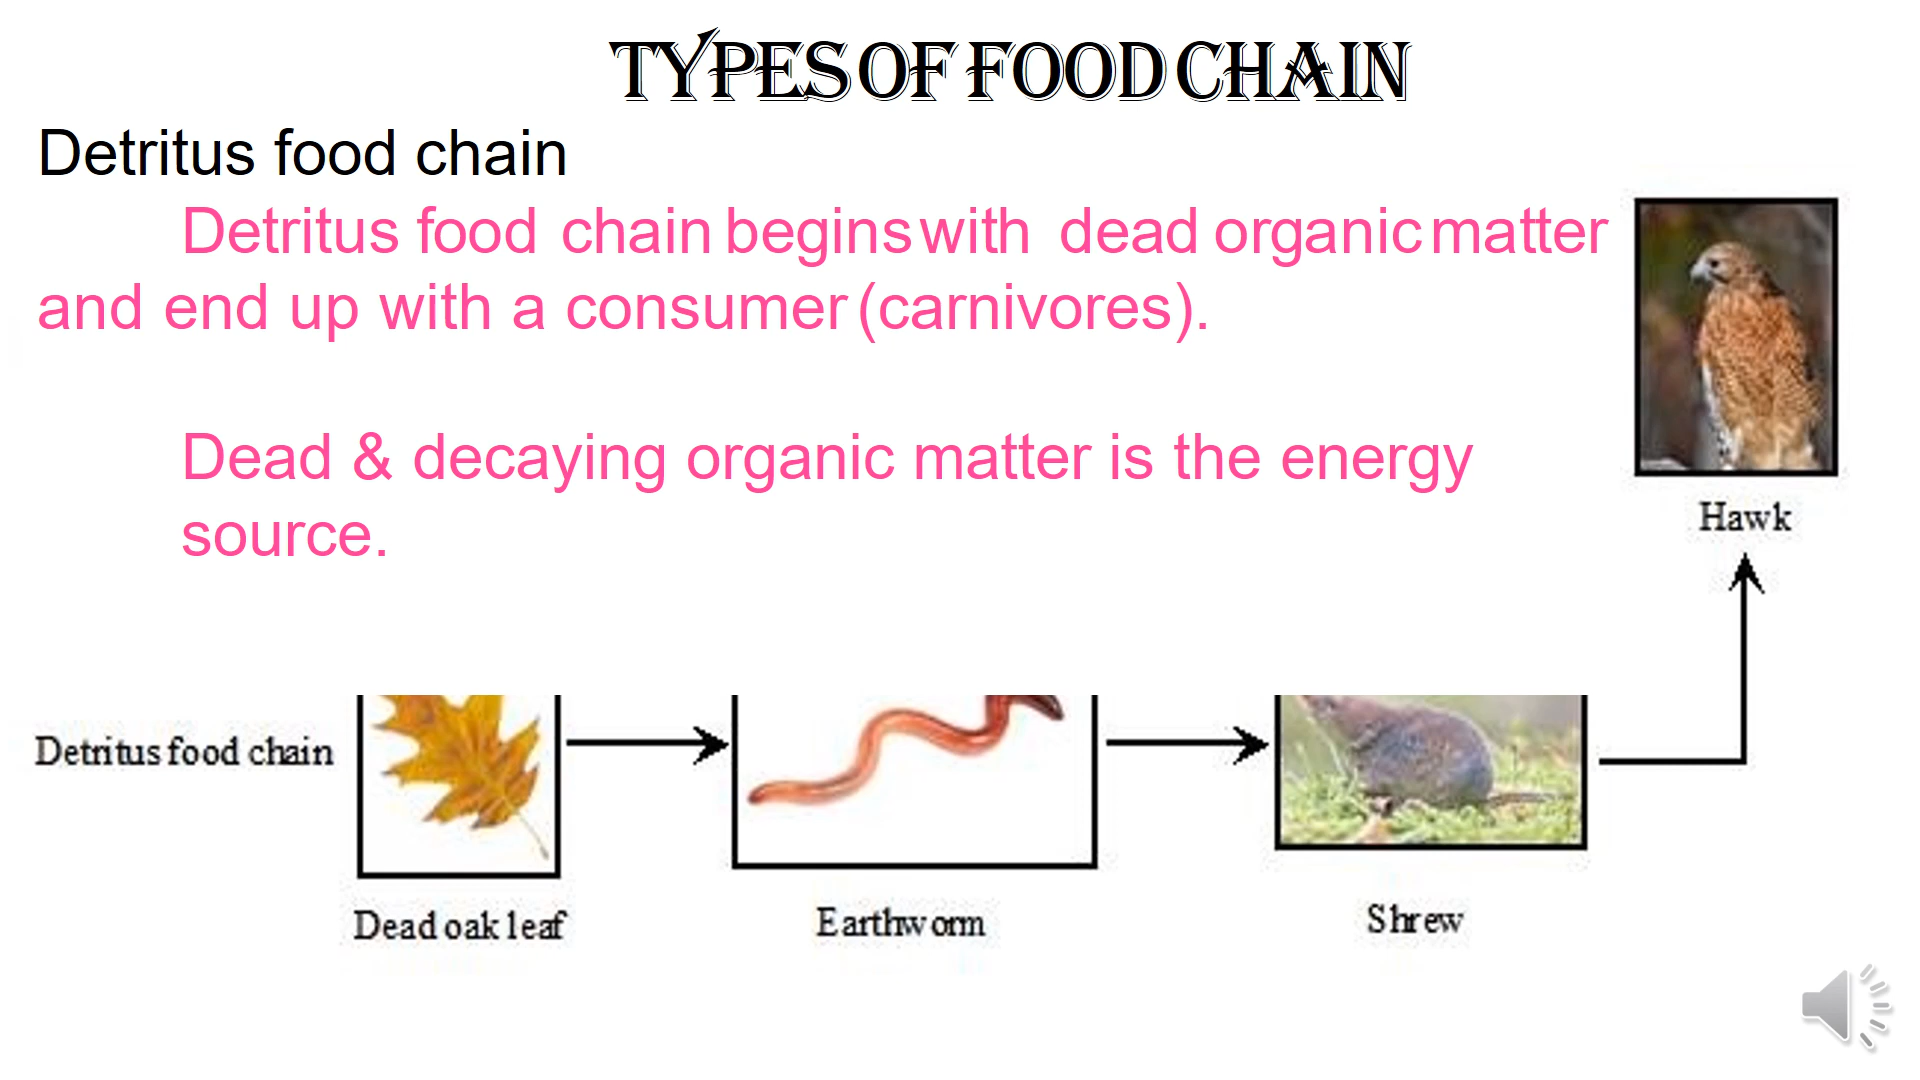 TYPES OF FOOD CHAIN
Detritus food chain
Detritus food chain begins with dead organic matter
and end up with a consumer (carnivores).
Dead & decaying organic matter is the energy
source.
Hawk
Detritus food chain
Dead oak leaf
Earthworm
Shrew